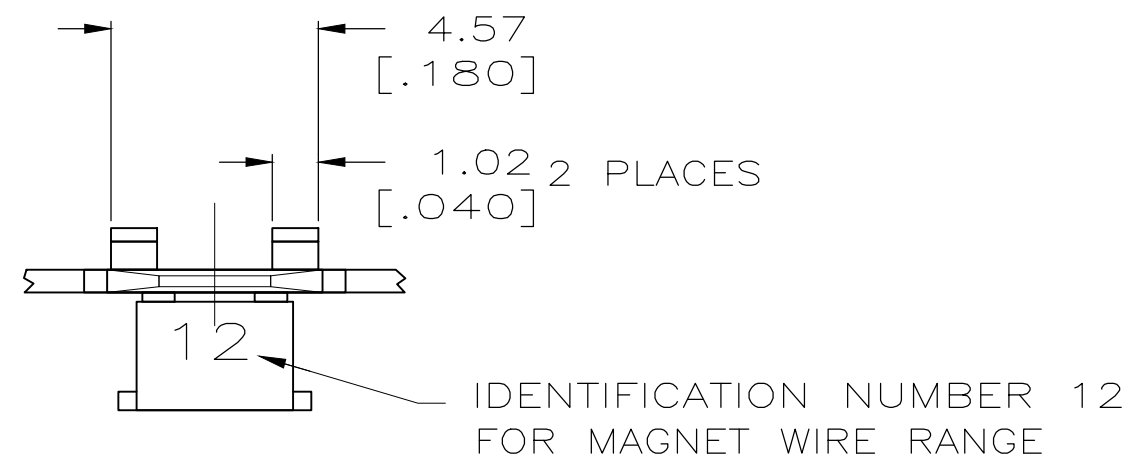 4.57
[.180]
1.02 2 PLACES
[.040]
12
IDENTIFICATION NUMBER 12
FOR MAGNET WIRE RANGE